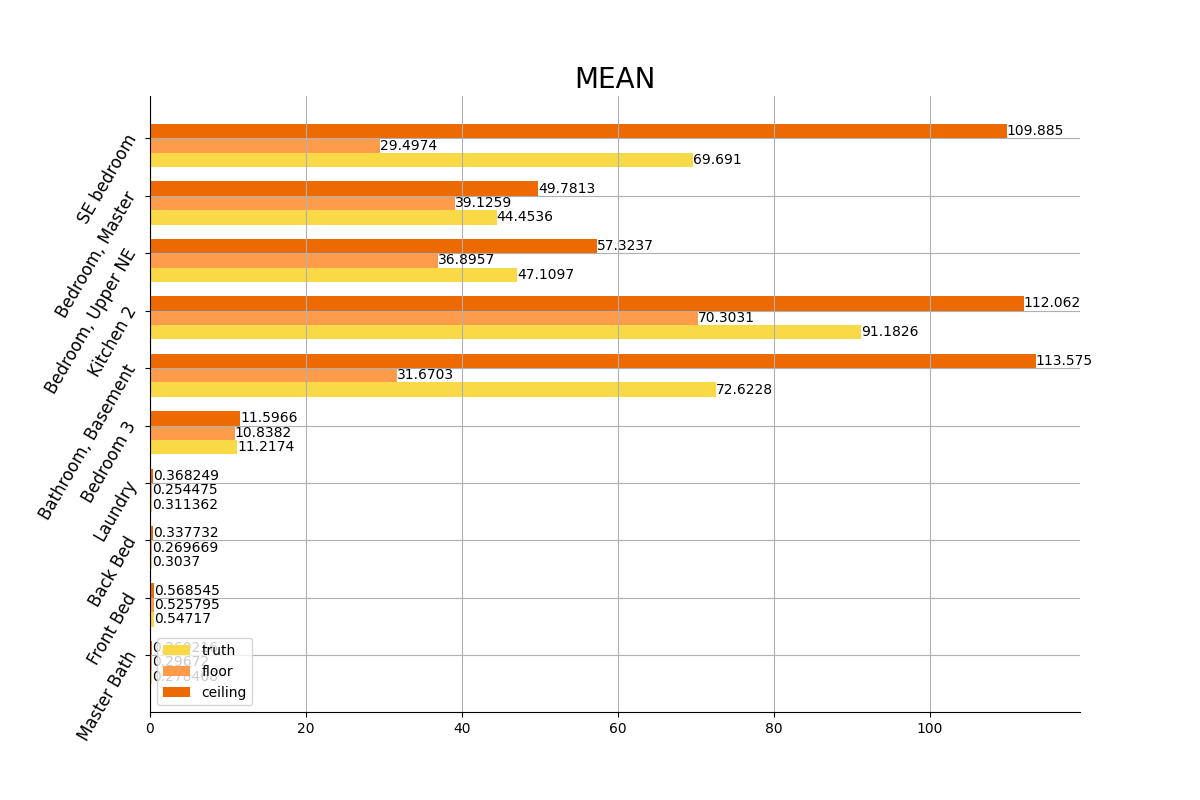 MEAN
SE bedroom
109.885
29.4974
69.691
Bedroom, Master
49.7813
39.1259
44.4536
Bedroom, Upper NE
57.3237
36.8957
47.1097
Kitchen 2
112.062
70.3031
91.1826
Bathroom, Basement
113.575
31.6703
72.6228
Bedroom 3
11.5966
10.8382
11.2174
Laundry
0.368249
0.254475
0.311362
Back Bed
0.337732
0.269669
0.3037
Front Bed
0.568545
0.525795
0.54717
Master Bath
0.29672
truth
floor
ceiling
0 20 40 60 80 100